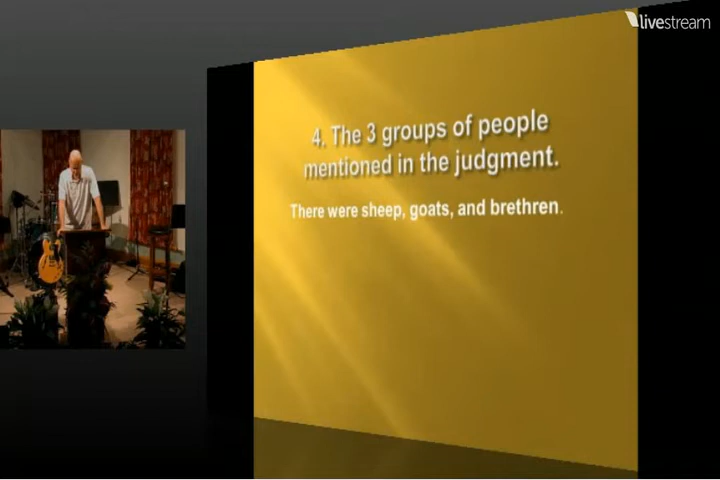 livestream
4. The 3 groups of people
mentioned in the judgment.
There were sheep, goats, and brethren.